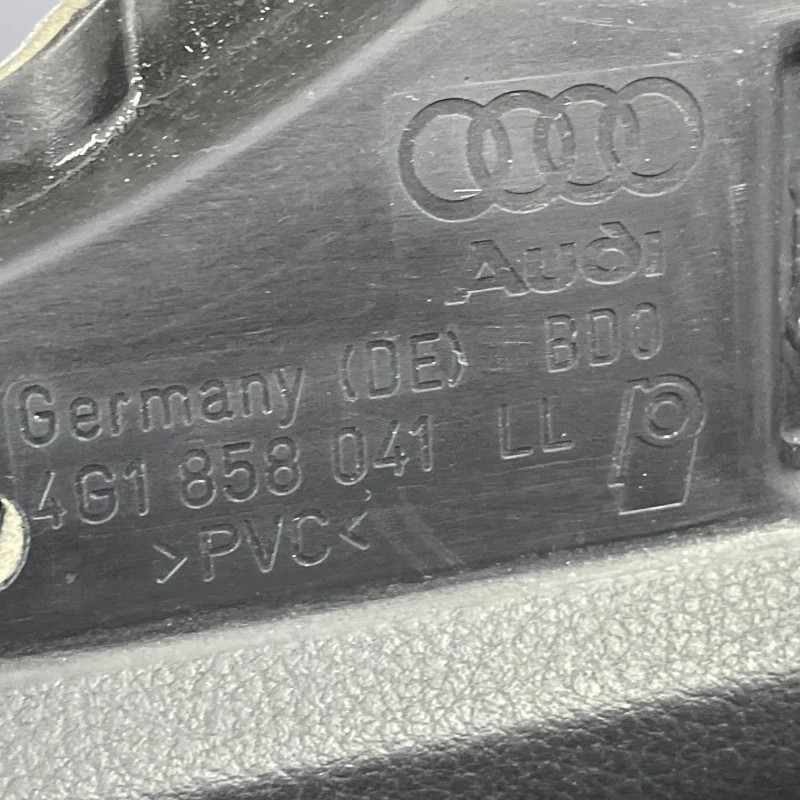 Audi
Germany (DE) BD0
4G1 858 041 LL
>PVC<